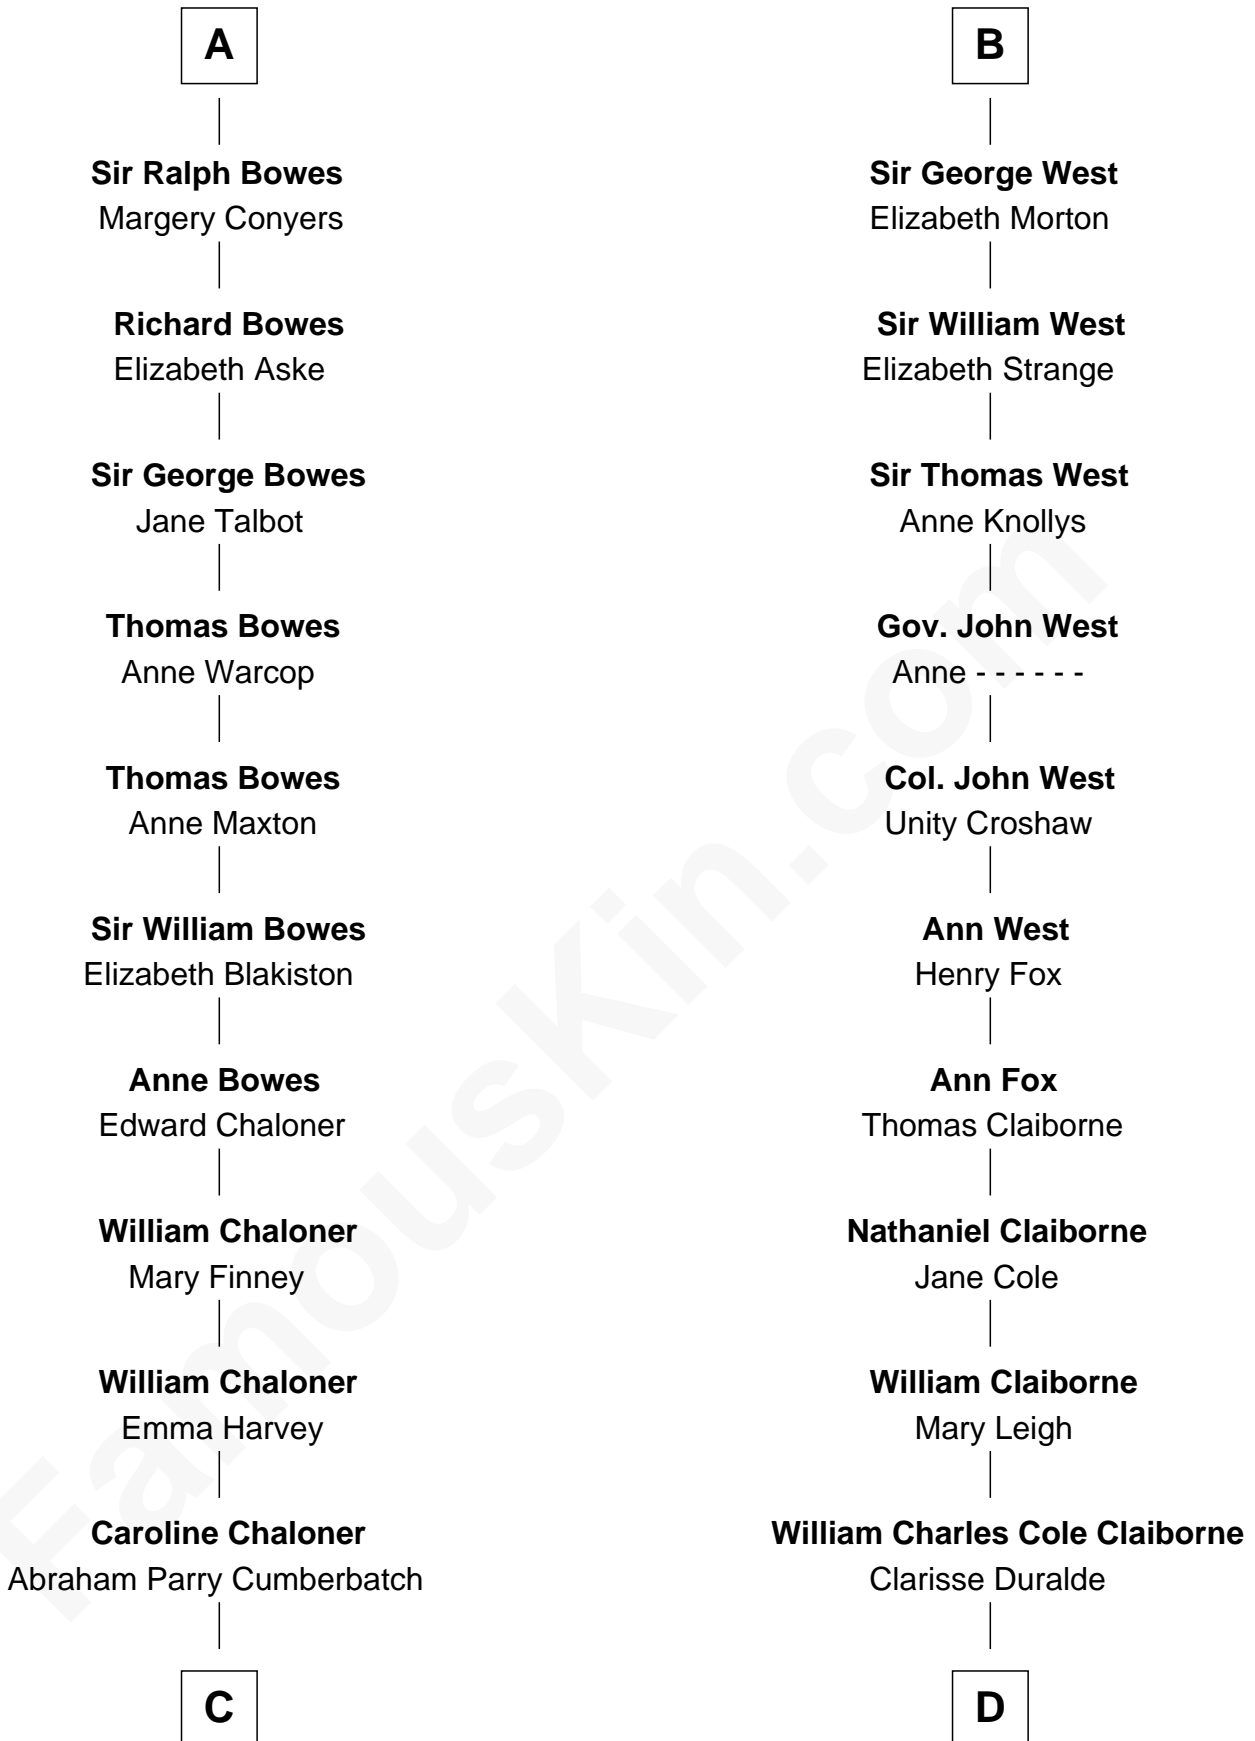 A
Sir Ralph Bowes
Margery Conyers
Richard Bowes
Elizabeth Aske
Sir George Bowes
Jane Talbot
Thomas Bowes
Anne Warcop
Thomas Bowes
Anne Maxton
Sir William Bowes
Elizabeth Blakiston
Anne Bowes
Edward Chaloner
William Chaloner
Mary Finney
William Chaloner
Emma Harvey
Caroline Chaloner
Abraham Parry Cumberbatch
C
B
Sir George West
Elizabeth Morton
Sir William West
Elizabeth Strange
Sir Thomas West
Anne Knollys
Gov. John West
Anne - - - - - -
Col. John West
Unity Croshaw
Ann West
Henry Fox
Ann Fox
Thomas Claiborne
Nathaniel Claiborne
Jane Cole
William Claiborne
Mary Leigh
William Charles Cole Claiborne
Clarisse Duralde
D
FamousKin.com